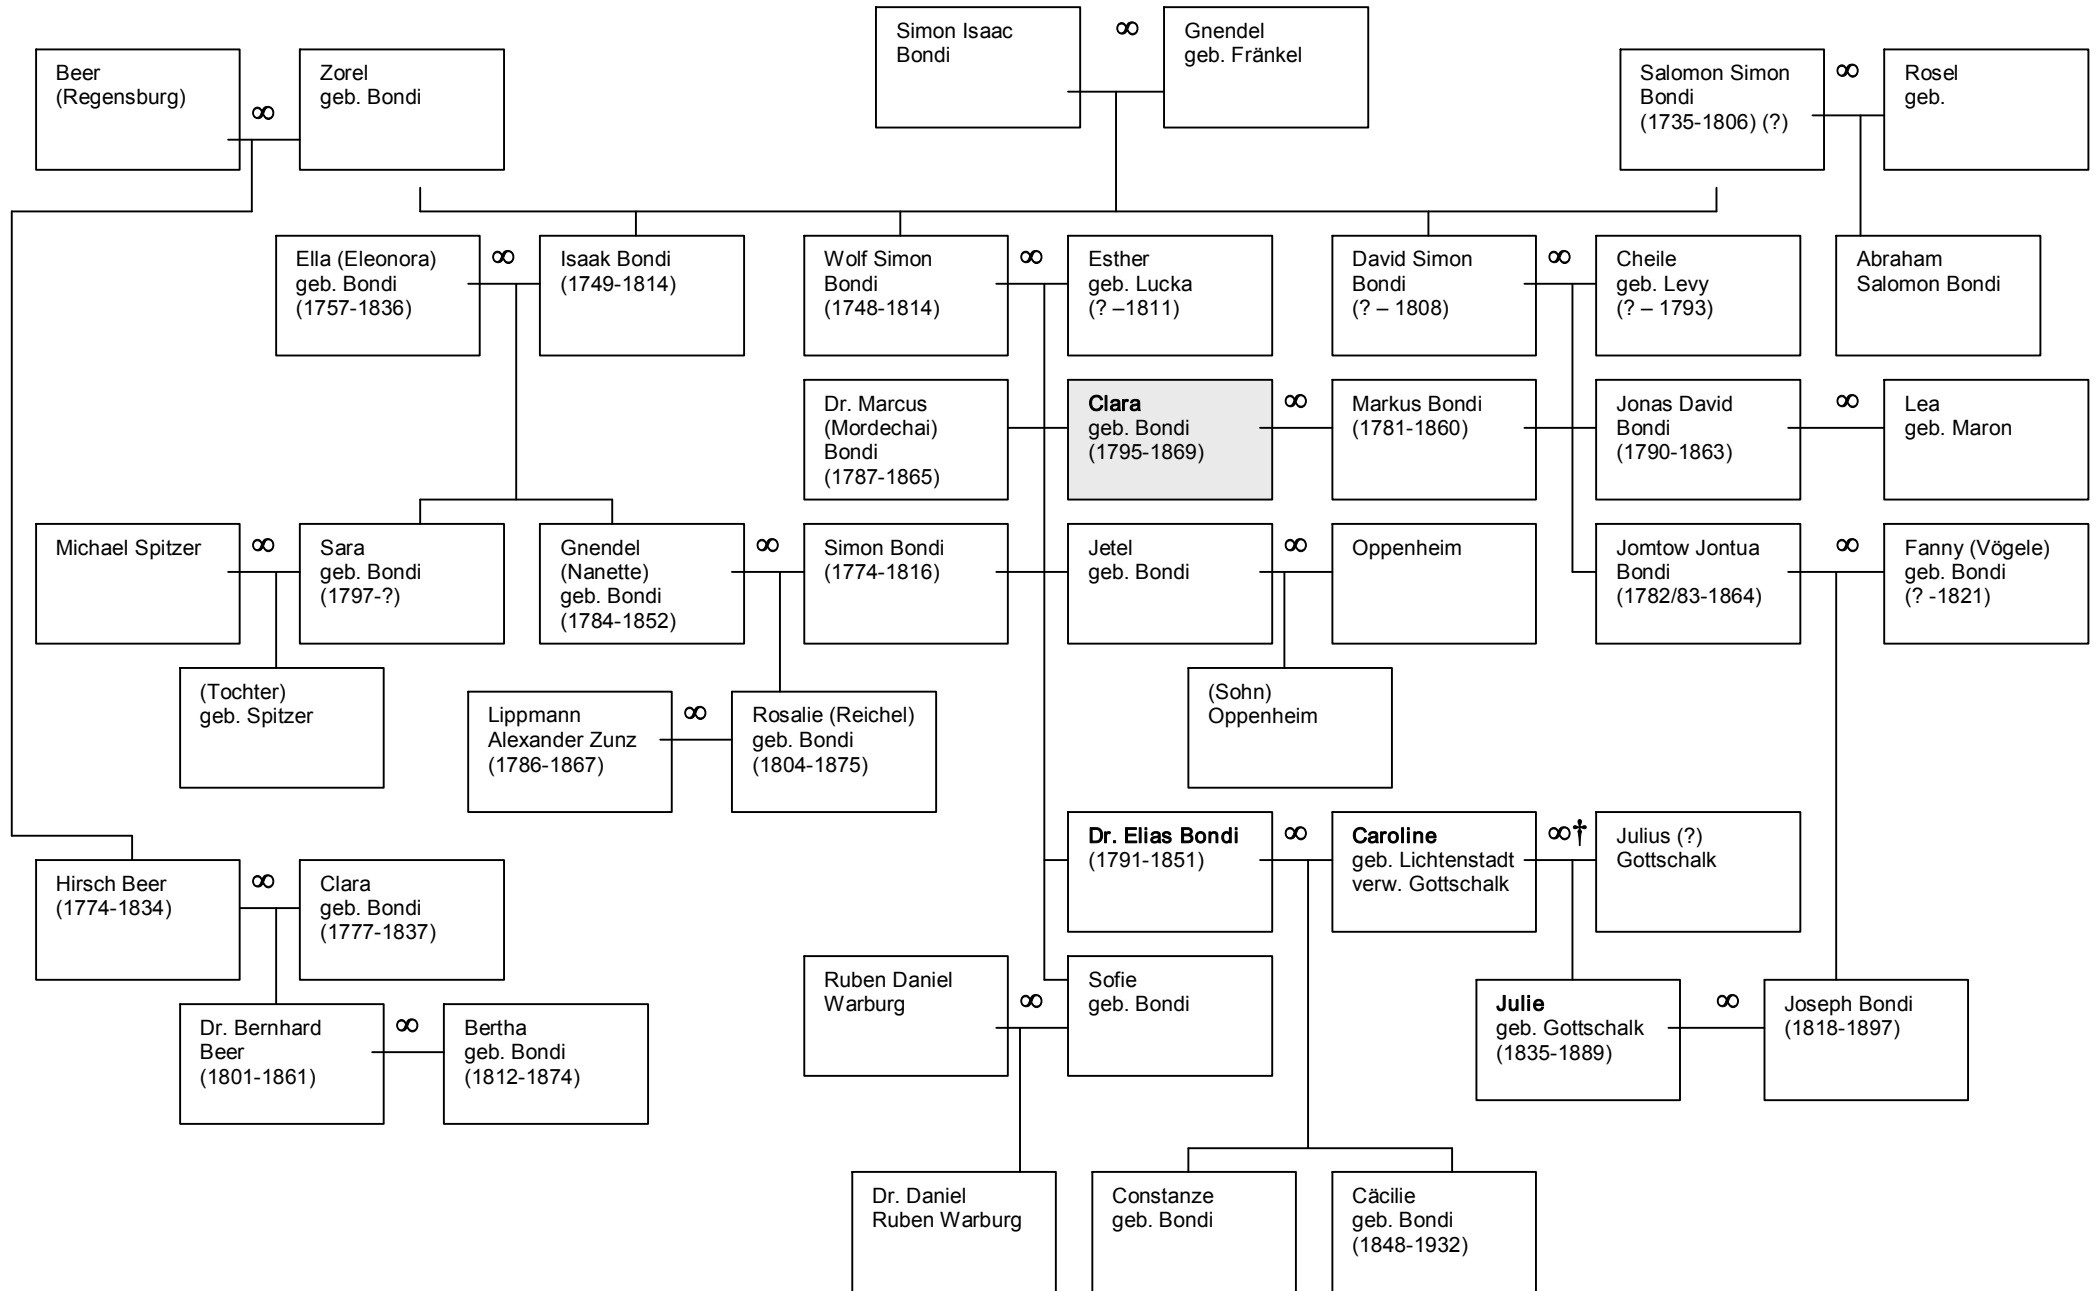 Simon Isaac
Bondi
∞
Gnendel
geb. Fränkel
Beer
(Regensburg)
∞
Zorel
geb. Bondi
Salomon Simon
Bondi
(1735-1806) (?)
∞
Rosel
geb.
Ella (Eleonora)
geb. Bondi
(1757-1836)
∞
Isaak Bondi
(1749-1814)
Wolf Simon
Bondi
(1748-1814)
∞
Esther
geb. Lucka
(? –1811)
David Simon
Bondi
(? – 1808)
∞
Cheile
geb. Levy
(? – 1793)
Abraham
Salomon Bondi
Dr. Marcus
(Mordechai)
Bondi
(1787-1865)
Clara
geb. Bondi
(1795-1869)
∞
Markus Bondi
(1781-1860)
Jonas David
Bondi
(1790-1863)
∞
Lea
geb. Maron
Michael Spitzer
∞
Sara
geb. Bondi
(1797-?)
Gnendel
(Nanette)
geb. Bondi
(1784-1852)
∞
Simon Bondi
(1774-1816)
Jetel
geb. Bondi
∞
Oppenheim
Jomtow Jontua
Bondi
(1782/83-1864)
∞
Fanny (Vögele)
geb. Bondi
(? -1821)
(Tochter)
geb. Spitzer
Lippmann
Alexander Zunz
(1786-1867)
∞
Rosalie (Reichel)
geb. Bondi
(1804-1875)
(Sohn)
Oppenheim
Dr. Elias Bondi
(1791-1851)
∞
Caroline
geb. Lichtenstadt
verw. Gottschalk
∞†
Julius (?)
Gottschalk
Hirsch Beer
(1774-1834)
∞
Clara
geb. Bondi
(1777-1837)
Ruben Daniel
Warburg
∞
Sofie
geb. Bondi
Julie
geb. Gottschalk
(1835-1889)
∞
Joseph Bondi
(1818-1897)
Dr. Bernhard
Beer
(1801-1861)
∞
Bertha
geb. Bondi
(1812-1874)
Dr. Daniel
Ruben Warburg
Constanze
geb. Bondi
Cäcilie
geb. Bondi
(1848-1932)